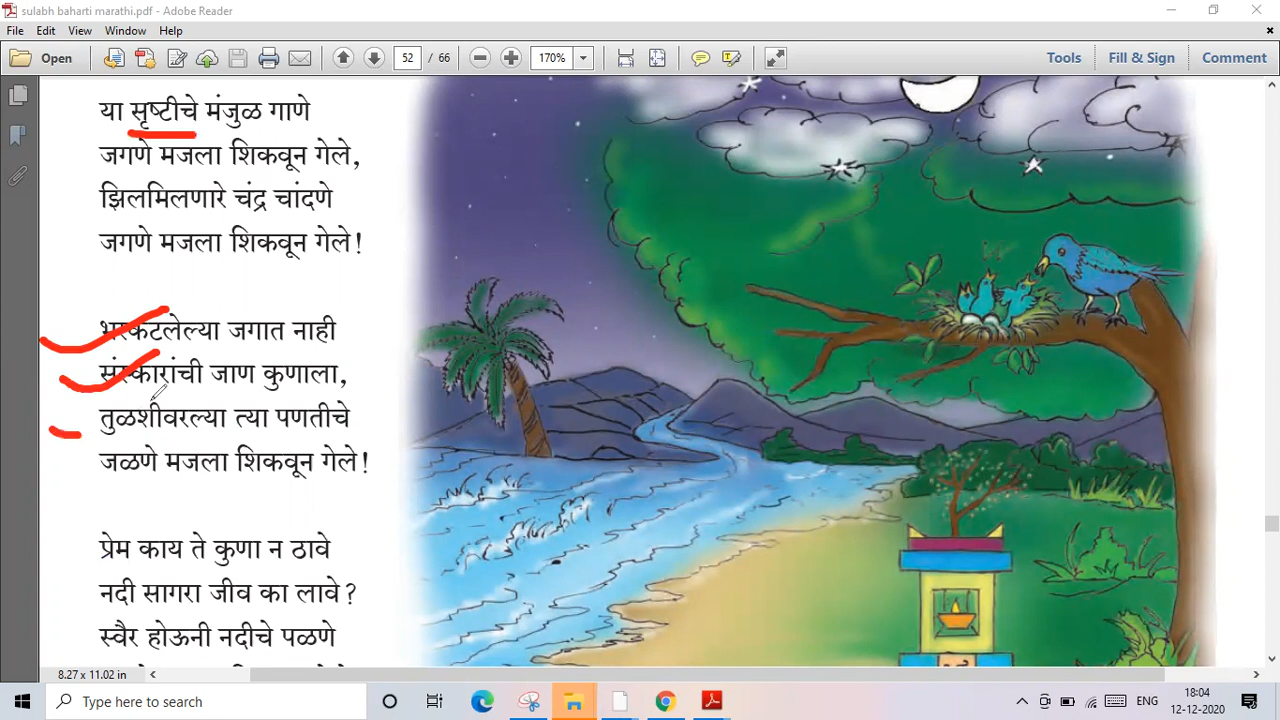 sulabh baharti marathi.pdf - Adobe Reader
File Edit View Window Help
Open 52 / 66 170% Tools Fill & Sign Comment
या सृष्टीचे मंजुळ गाणे
जगणे मजला शिकवून गेले,
झिलमिलणारे चंद्र चांदणे
जगणे मजला शिकवून गेले!
भरकटलेल्या जगात नाही
संस्कारांची जाण कुणाला,
तुळशीवरल्या त्या पणतीचे
जळणे मजला शिकवून गेले!
प्रेम काय ते कुणा न ठावे
नदी सागरा जीव का लावे?
स्वैर होऊनी नदीचे पळणे
8.27 x 11.02 in
Type here to search
ENG
18:04
12-12-2020